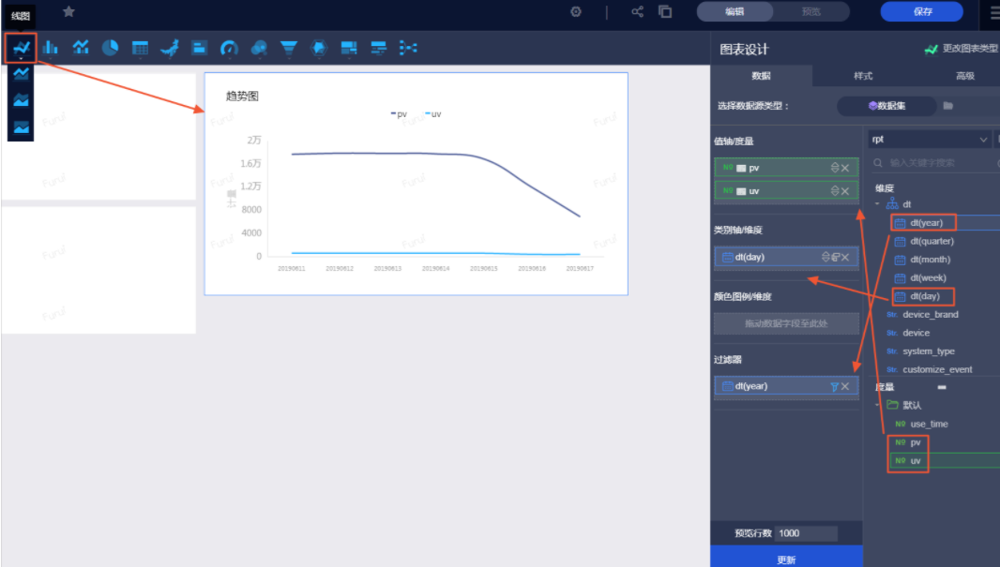 线图
编辑
预览
保存
图表设计
更改图表类型
数据
样式
高级
选择数据源类型：
数据集
趋势图
pv
uv
2万
1.6万
1.2万
8000
4000
0
计量
20190611
20190612
20190613
20190614
20190615
20190616
20190617
值轴/度量
Nº pv
Nº uv
类别轴/维度
dt(day)
颜色图例/维度
拖动数据字段至此处
过滤器
dt(year)
预览行数 1000
更新
rpt
输入关键字搜索
维度
dt
dt(year)
dt(quarter)
dt(month)
dt(week)
dt(day)
Str. device_brand
Str. device
Str. system_type
Str. customize_event
度量
默认
Nº use_time
Nº pv
Nº uv